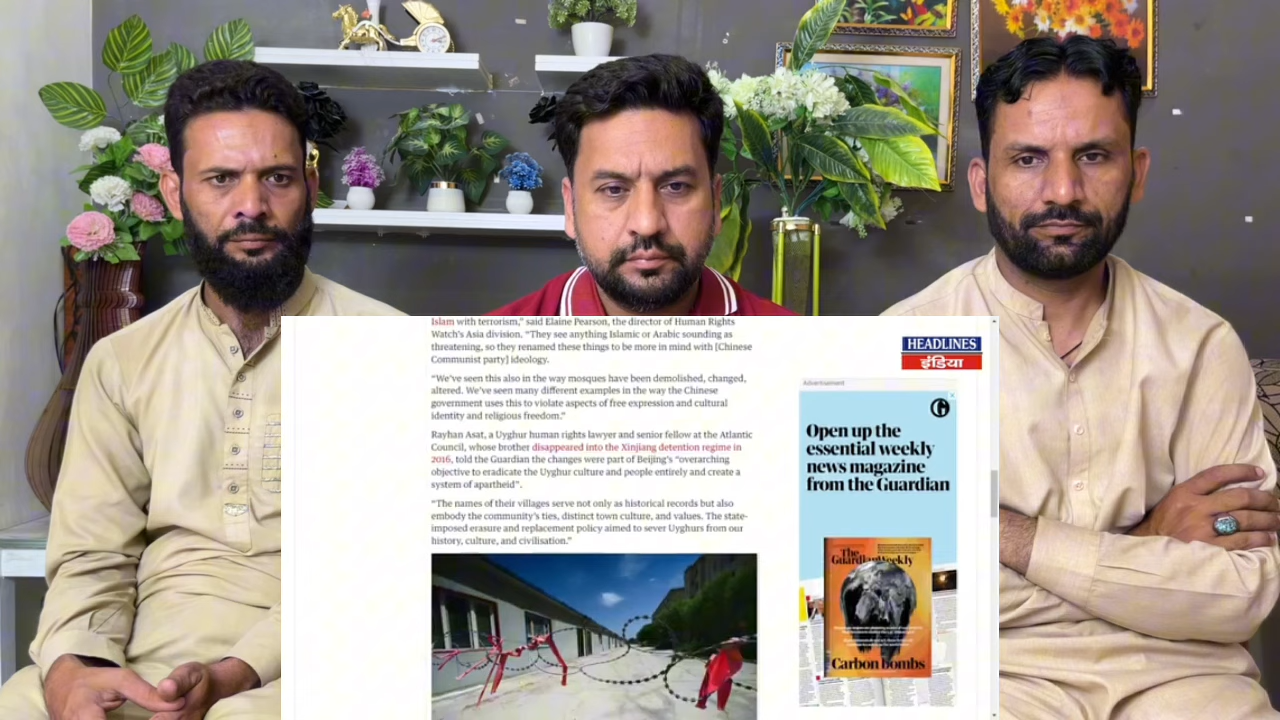 Islam with terrorism,” said Elaine Pearson, the director of Human Rights
Watch’s Asia division. “They see anything Islamic or Arabic sounding as
threatening, so they renamed these things to be more in mind with [Chinese
Communist party] ideology.
“We’ve seen this also in the way mosques have been demolished, changed,
altered. We’ve seen many different examples in the way the Chinese
government uses this to violate aspects of free expression and cultural
identity and religious freedom.”
Rayhan Asat, a Uyghur human rights lawyer and senior fellow at the Atlantic
Council, whose brother disappeared into the Xinjiang detention regime in
2016, told the Guardian the changes were part of Beijing’s “overarching
objective to eradicate the Uyghur culture and people entirely and create a
system of apartheid”.
“The names of their villages serve not only as historical records but also
embody the community’s ties, distinct town culture, and values. The state-
imposed erasure and replacement policy aimed to sever Uyghurs from our
history, culture, and civilisation.”
HEADLINES
इंडिया
Advertisement
Open up the
essential weekly
news magazine
from the Guardian
The
Guardian Weekly
Carbon bombs